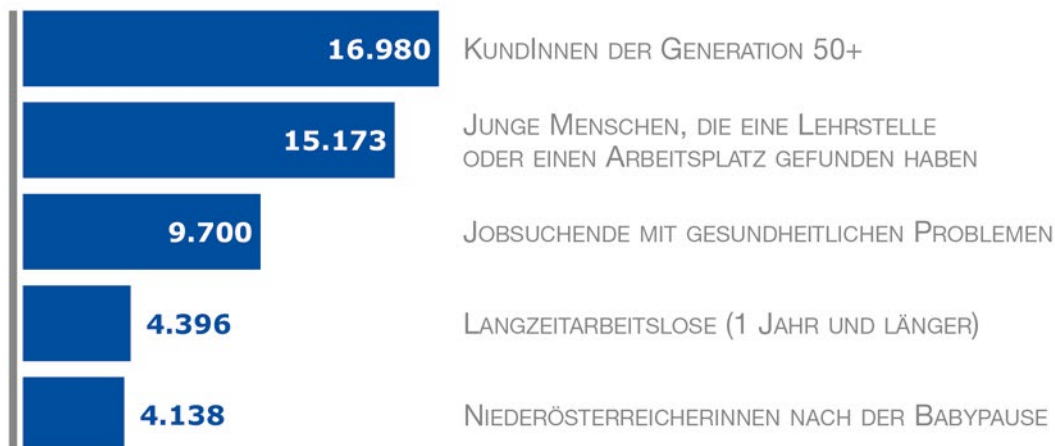 16.980 KundInnen der Generation 50+
15.173 Junge Menschen, die eine Lehrstelle
oder einen Arbeitsplatz gefunden haben
9.700 Jobsuchende mit gesundheitlichen Problemen
4.396 Langzeitarbeitslose (1 Jahr und länger)
4.138 Niederösterreicherinnen nach der Babypause